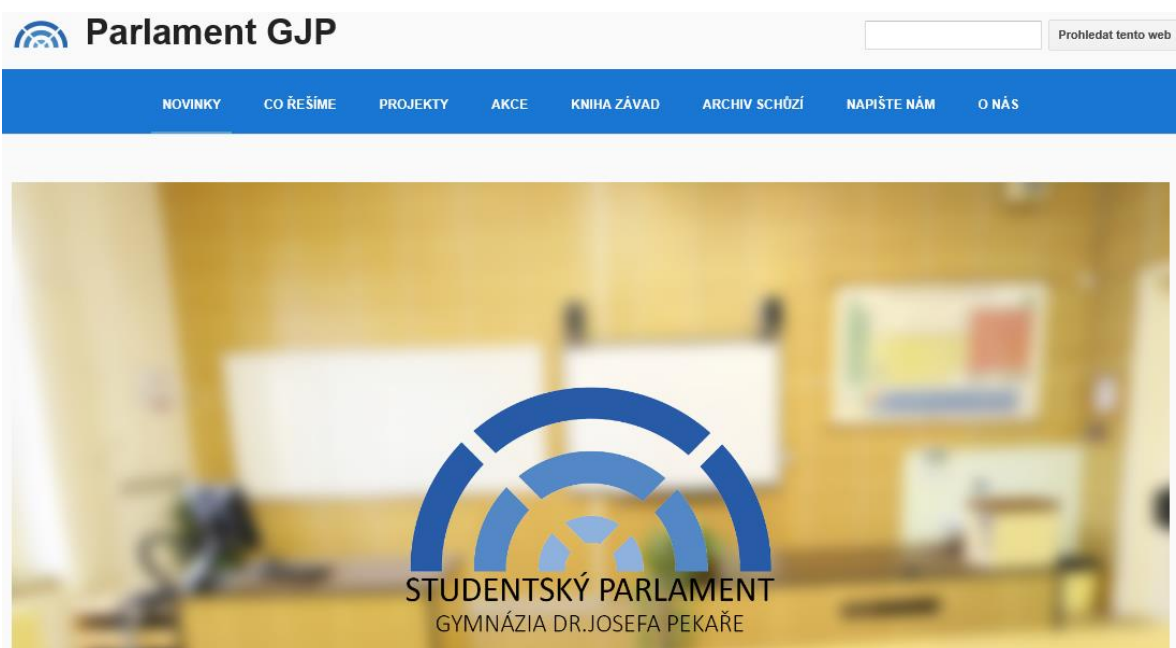 Parlament GJP
Prohledat tento web
NOVINKY CO ŘEŠÍME PROJEKTY AKCE KNIHA ZÁVAD ARCHIV SCHŮZÍ NAPIŠTE NÁM O NÁS
STUDENTSKÝ PARLAMENT
GYMNÁZIA DR.JOSEFA PEKAŘE